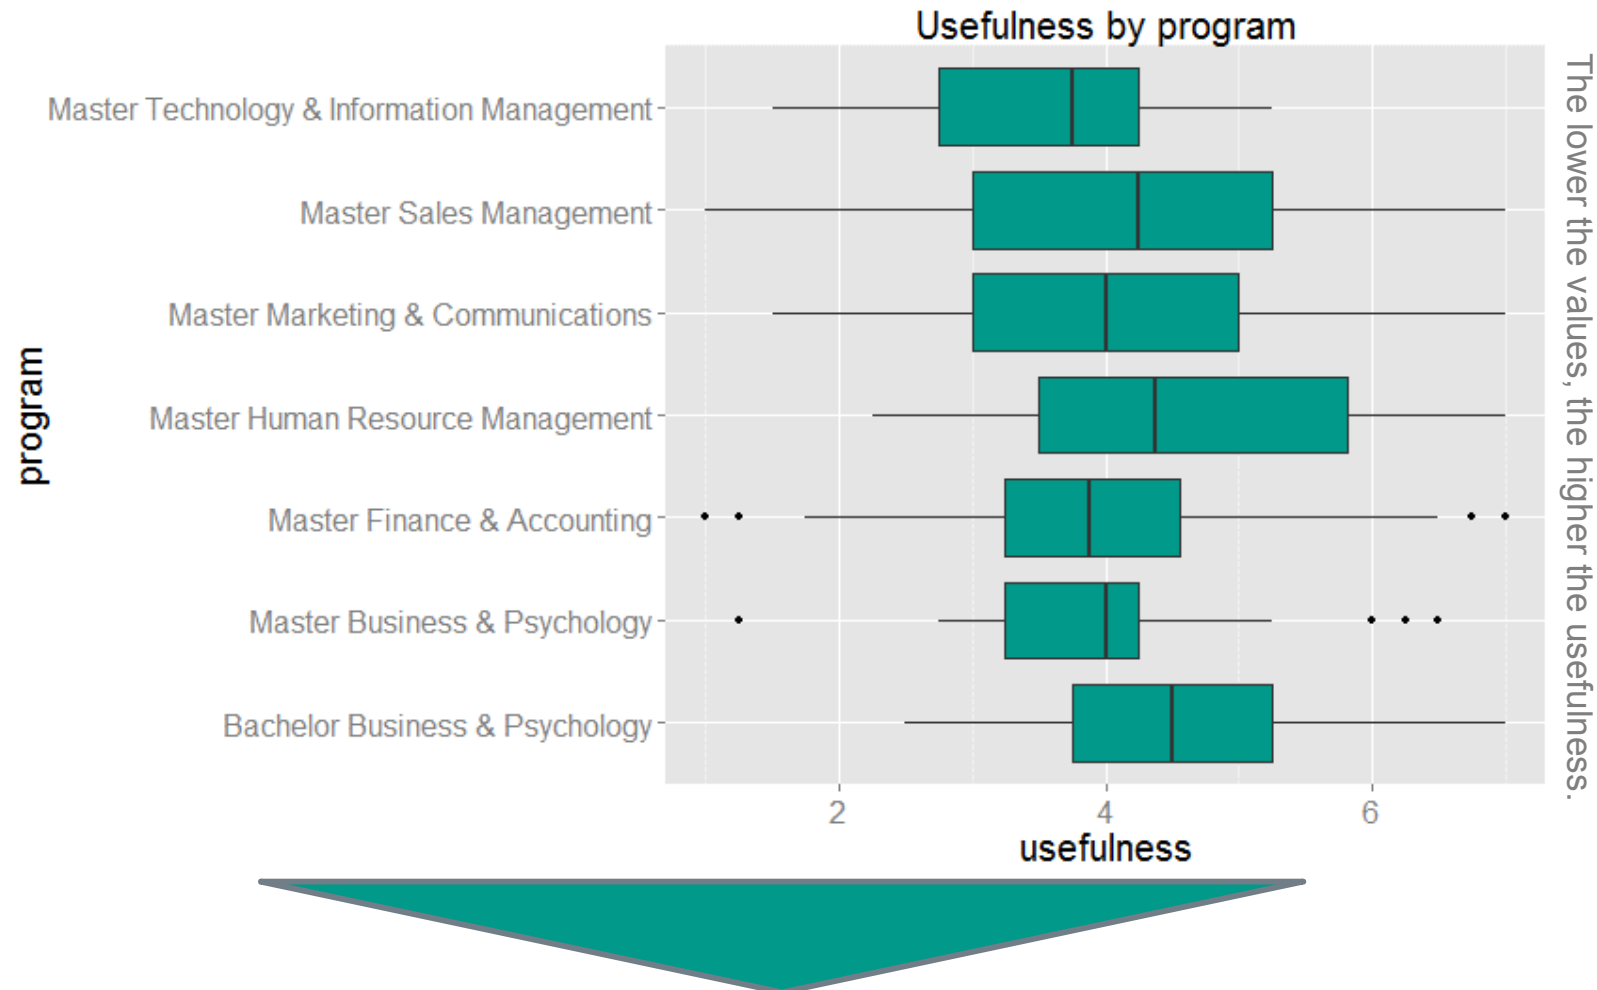 Usefulness by program
Master Technology & Information Management
Master Sales Management
Master Marketing & Communications
Master Human Resource Management
Master Finance & Accounting
Master Business & Psychology
Bachelor Business & Psychology
program
2 4 6
usefulness
The lower the values, the higher the usefulness.